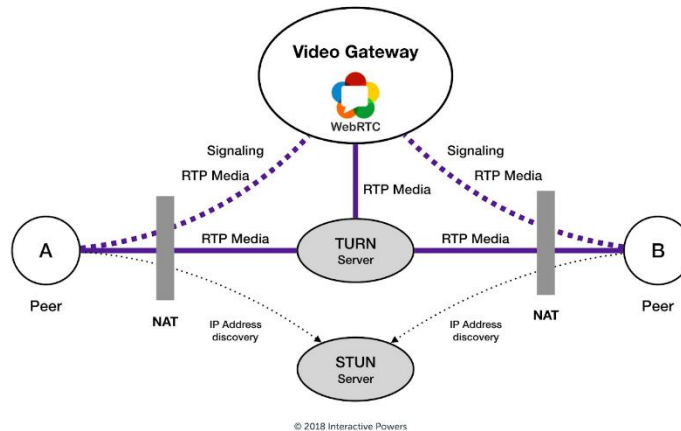 Video Gateway
WebRTC
Signaling
RTP Media
Signaling
RTP Media
RTP Media
A
RTP Media
TURN
Server
RTP Media
B
Peer
NAT
NAT
Peer
IP Address
discovery
IP Address
discovery
STUN
Server
© 2018 Interactive Powers